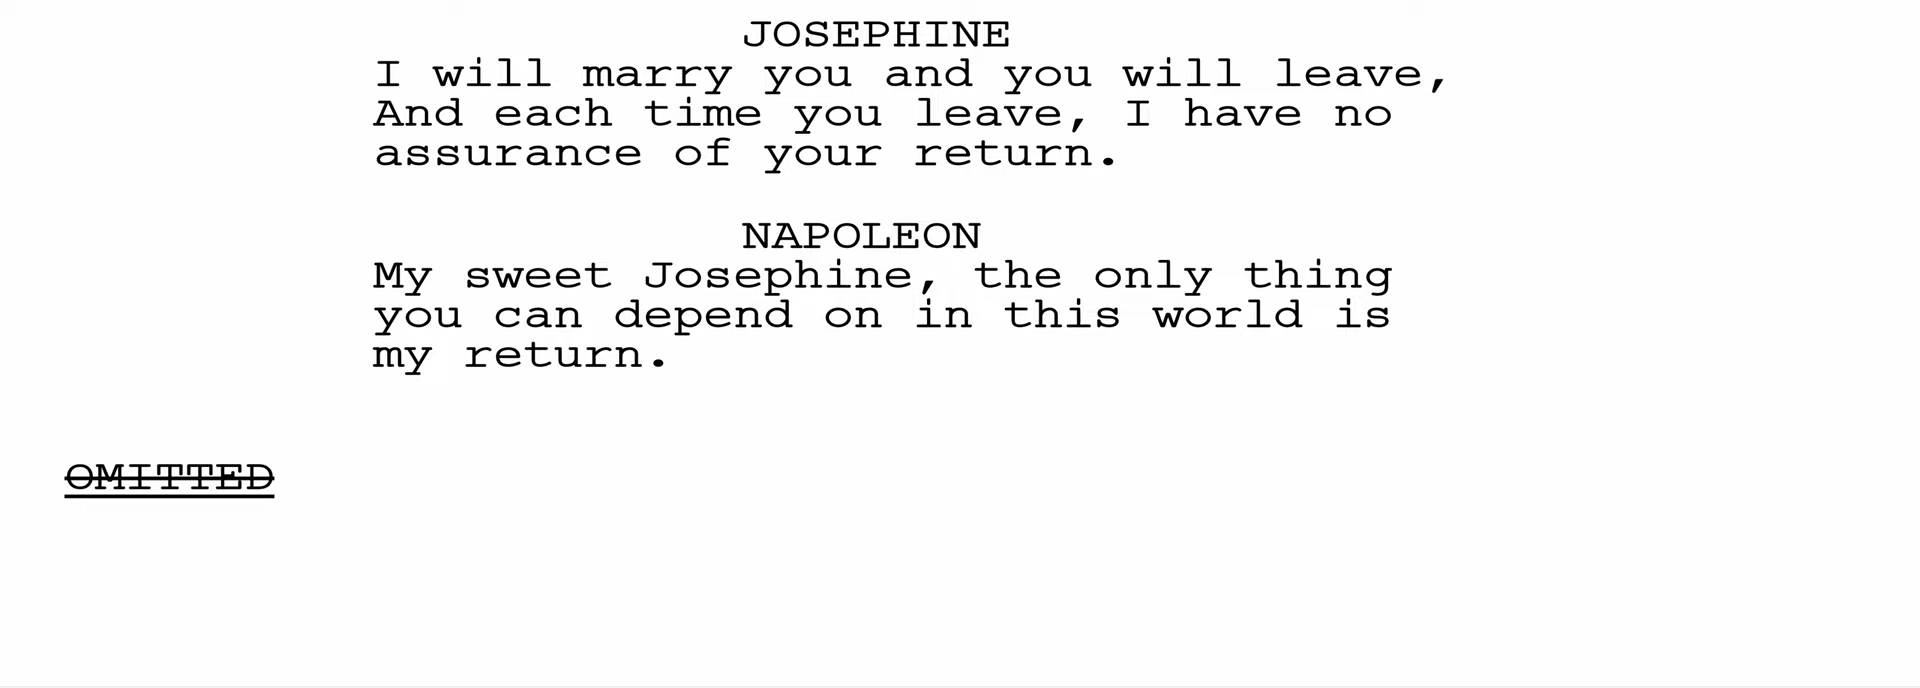 JOSEPHINE
I will marry you and you will leave,
And each time you leave, I have no
assurance of your return.
NAPOLEON
My sweet Josephine, the only thing
you can depend on in this world is
my return.
OMITTED